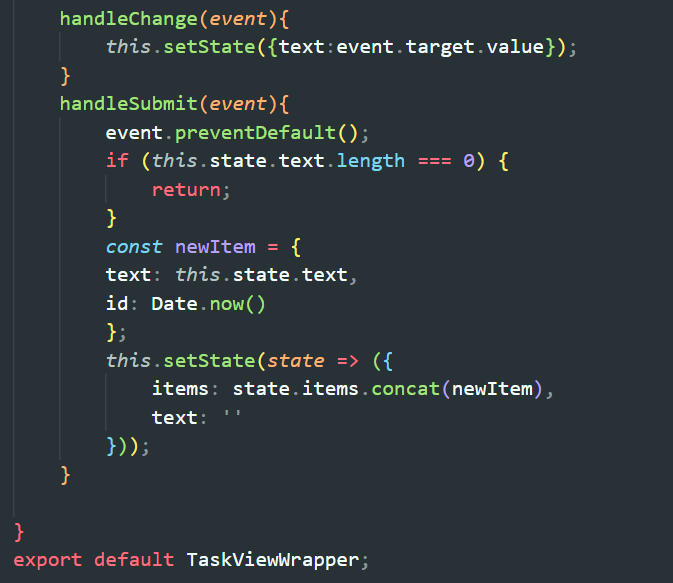 handleChange(event){
this.setState({text:event.target.value});
}
handleSubmit(event){
event.preventDefault();
if (this.state.text.length === 0) {
return;
}
const newItem = {
text: this.state.text,
id: Date.now()
};
this.setState(state => ({
items: state.items.concat(newItem),
text: ''
}));
}
}
export default TaskViewWrapper;